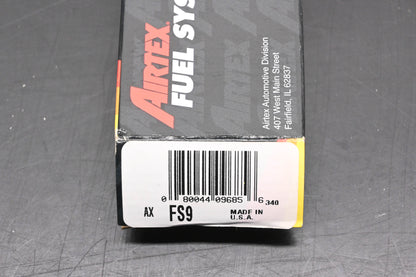 AIRTEX
FUEL SYS
Airtex Automotive Division
407 West Main Street
Fairfield, IL 62837
0 80044 09685 6 340
AX FS9 MADE IN
U.S.A.